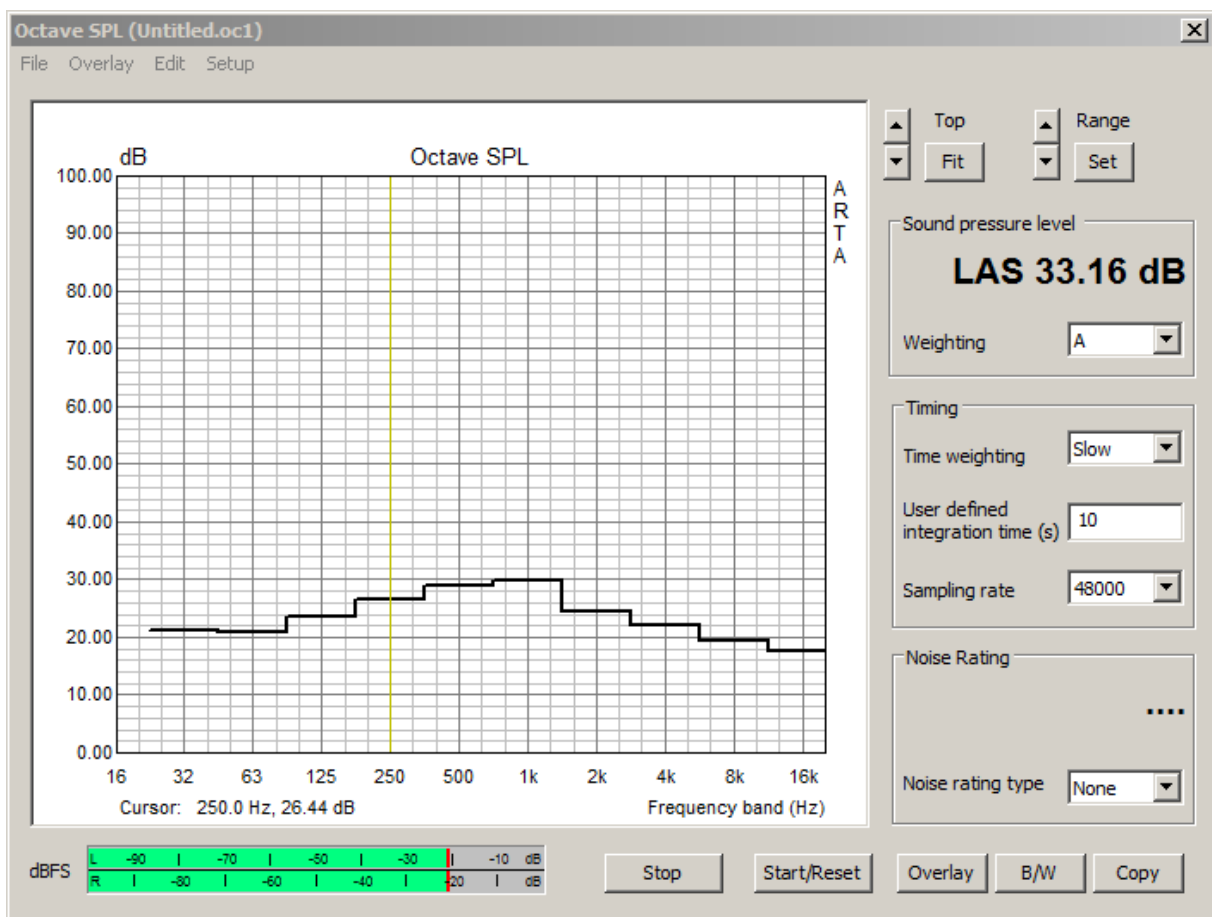 Octave SPL (Untitled.oc1)
File Overlay Edit Setup
dB
Octave SPL
ARTA
100.00
90.00
80.00
70.00
60.00
50.00
40.00
30.00
20.00
10.00
0.00
16 32 63 125 250 500 1k 2k 4k 8k 16k
Cursor: 250.0 Hz, 26.44 dB
Frequency band (Hz)
Top
Fit
Range
Set
Sound pressure level
LAS 33.16 dB
Weighting
A
Timing
Time weighting
Slow
User defined
integration time (s)
10
Sampling rate
48000
Noise Rating
....
Noise rating type
None
dBFS
L -90 | -70 | -50 | -30 | -10 dB
R | -80 | -60 | -40 | -20 | dB
Stop
Start/Reset
Overlay
B/W
Copy